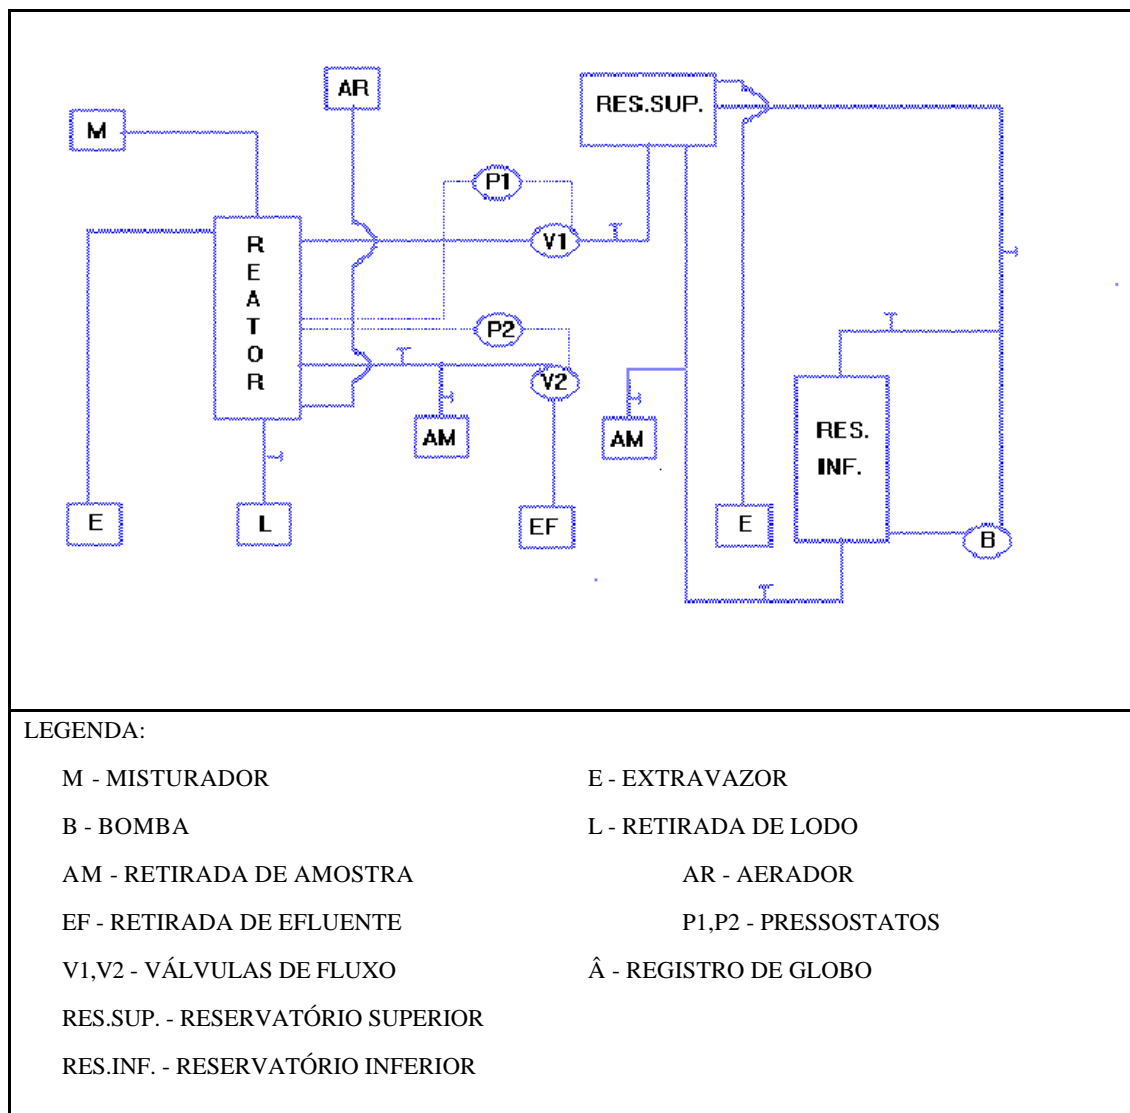 AR
RES.SUP.
M
P1
R
E
A
T
O
R
V1
P2
V2
AM
AM
RES.
INF.
E
L
EF
E
B
LEGENDA:
M - MISTURADOR
E - EXTRAVAZOR
B - BOMBA
L - RETIRADA DE LODO
AM - RETIRADA DE AMOSTRA
AR - AERADOR
EF - RETIRADA DE EFLUENTE
P1,P2 - PRESSOSTATOS
V1,V2 - VÁLVULAS DE FLUXO
Â - REGISTRO DE GLOBO
RES.SUP. - RESERVATÓRIO SUPERIOR
RES.INF. - RESERVATÓRIO INFERIOR